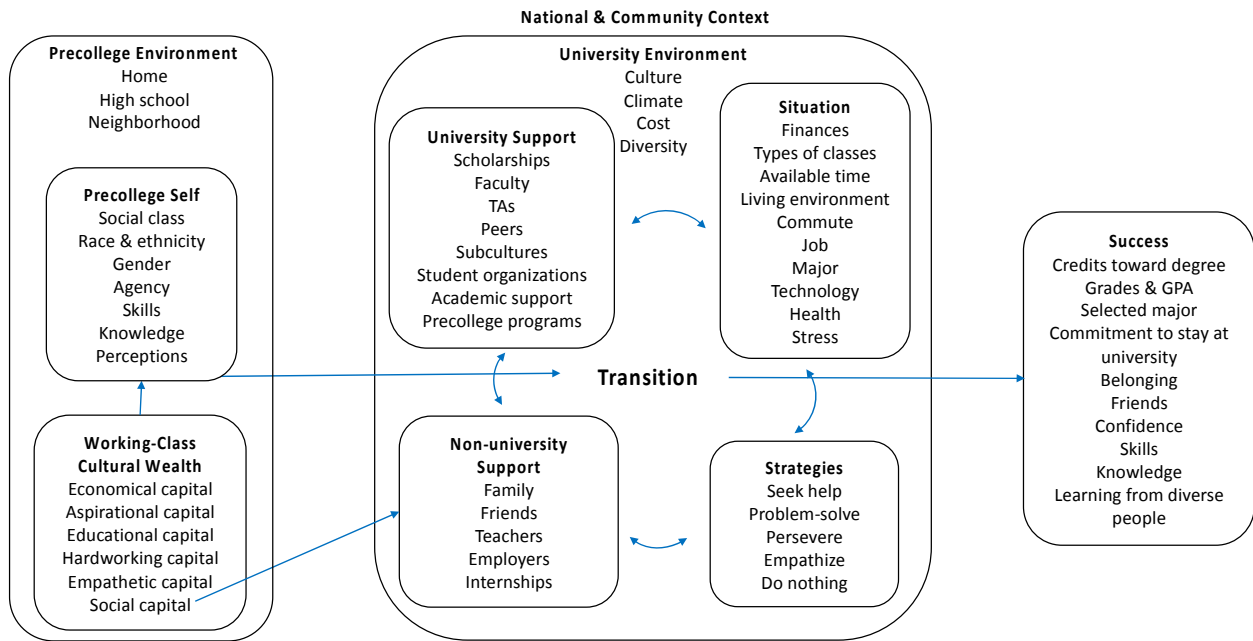 National & Community Context
Precollege Environment
Home
High school
Neighborhood
Precollege Self
Social class
Race & ethnicity
Gender
Agency
Skills
Knowledge
Perceptions
Working-Class
Cultural Wealth
Economical capital
Aspirational capital
Educational capital
Hardworking capital
Empathetic capital
Social capital
University Environment
Culture
Climate
Cost
Diversity
University Support
Scholarships
Faculty
TAs
Peers
Subcultures
Student organizations
Academic support
Precollege programs
Situation
Finances
Types of classes
Available time
Living environment
Commute
Job
Major
Technology
Health
Stress
Transition
Non-university
Support
Family
Friends
Teachers
Employers
Internships
Strategies
Seek help
Problem-solve
Persevere
Empathize
Do nothing
Success
Credits toward degree
Grades & GPA
Selected major
Commitment to stay at
university
Belonging
Friends
Confidence
Skills
Knowledge
Learning from diverse
people